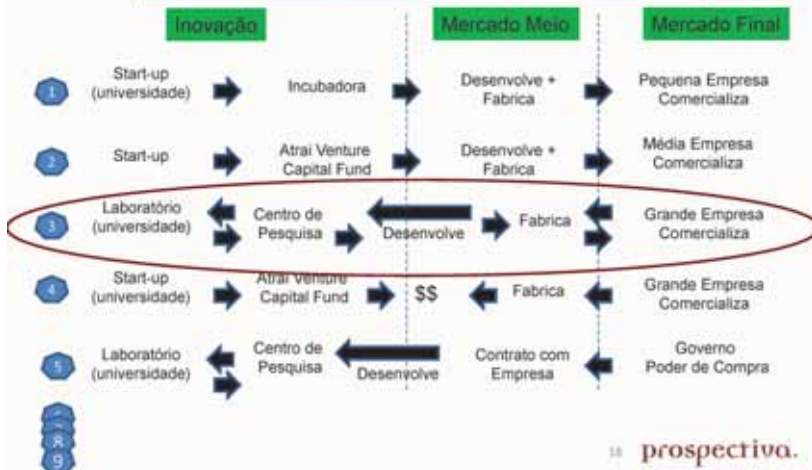 Inovação
Mercado Meio
Mercado Final
1
Start-up
(universidade)
Incubadora
Desenvolve +
Fabrica
Pequena Empresa
Comercializa
2
Start-up
Atrai Venture
Capital Fund
Desenvolve +
Fabrica
Média Empresa
Comercializa
3
Laboratório
(universidade)
Centro de
Pesquisa
Desenvolve
Fabrica
Grande Empresa
Comercializa
4
Start-up
(universidade)
Atrai Venture
Capital Fund
$$
Fabrica
Grande Empresa
Comercializa
5
Laboratório
(universidade)
Centro de
Pesquisa
Desenvolve
Contrato com
Empresa
Governo
Poder de Compra
8
9
18
prospectiva.